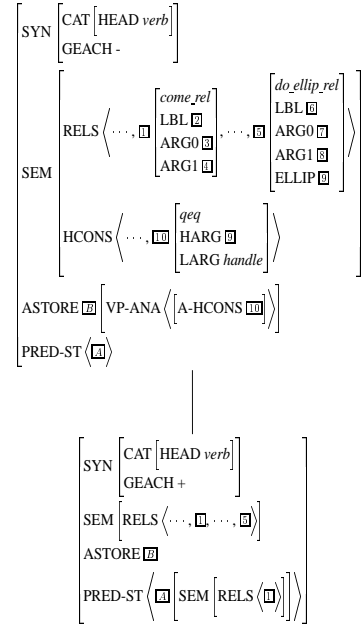 SYN [CAT [HEAD verb]
GEACH -]
SEM [RELS ⟨ ⋯, [1] [come_rel
LBL [2]
ARG0 [3]
ARG1 [4]], ⋯, [5] [do_ellip_rel
LBL [6]
ARG0 [7]
ARG1 [8]
ELLIP [9]] ⟩
HCONS ⟨ ⋯, [10] [qeq
HARG [9]
LARG handle] ⟩]
ASTORE [B] [VP-ANA ⟨ [A-HCONS [10]] ⟩]
PRED-ST ⟨ [A] ⟩
SYN [CAT [HEAD verb]
GEACH +]
SEM [RELS ⟨ ⋯, [1], ⋯, [5] ⟩]
ASTORE [B]
PRED-ST ⟨ [A] [SEM [RELS ⟨ [1] ⟩]] ⟩